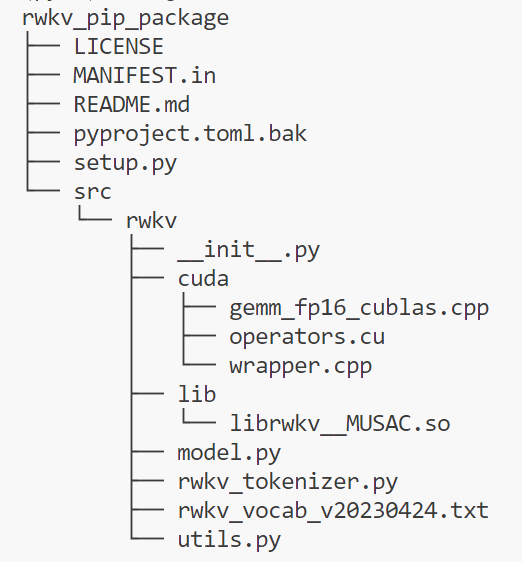 rwkv_pip_package
├── LICENSE
├── MANIFEST.in
├── README.md
├── pyproject.toml.bak
├── setup.py
└── src
    └── rwkv
        ├── __init__.py
        ├── cuda
        │   ├── gemm_fp16_cublas.cpp
        │   ├── operators.cu
        │   └── wrapper.cpp
        ├── lib
        │   └── librwkv__MUSAC.so
        ├── model.py
        ├── rwkv_tokenizer.py
        ├── rwkv_vocab_v20230424.txt
        └── utils.py